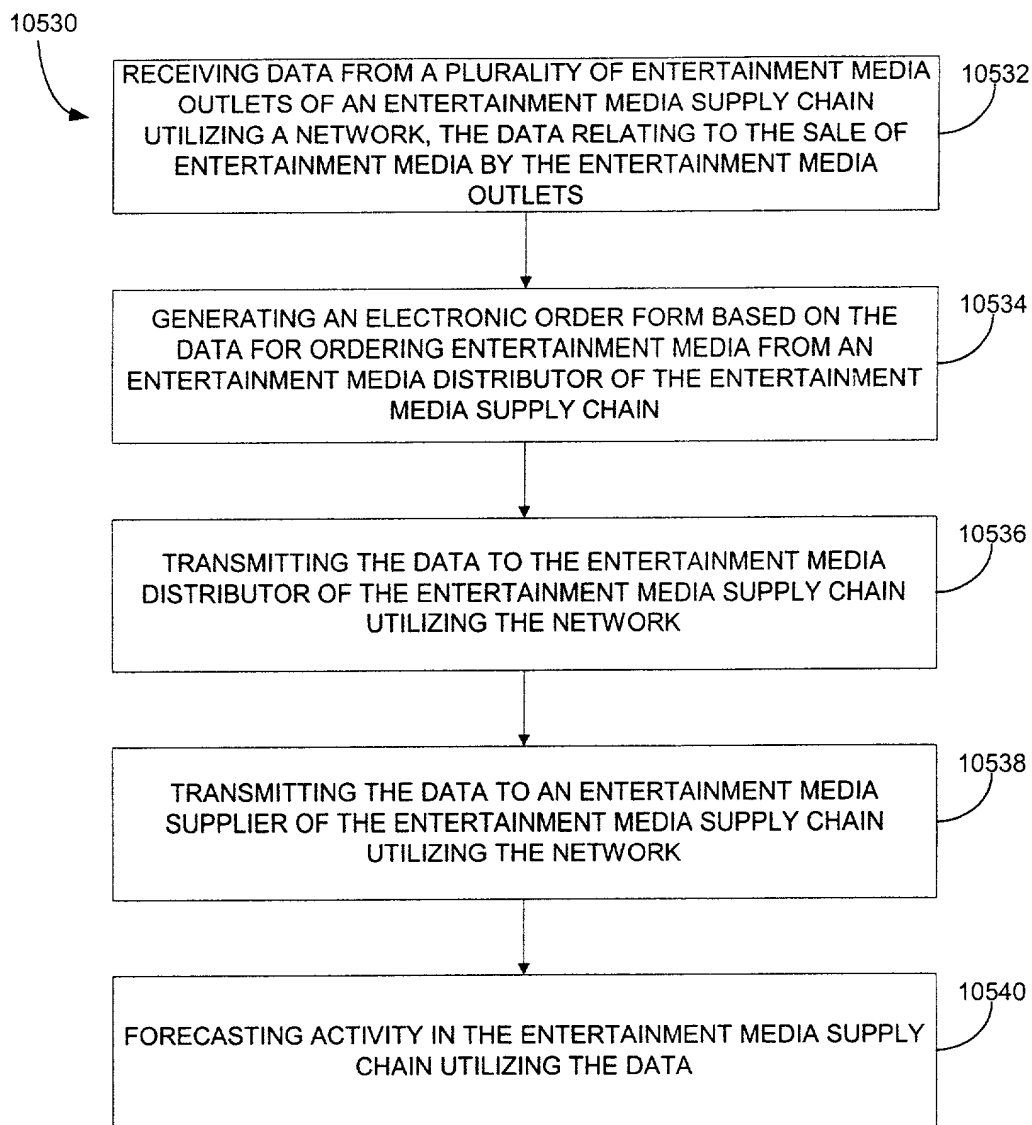 10530
RECEIVING DATA FROM A PLURALITY OF ENTERTAINMENT MEDIA
OUTLETS OF AN ENTERTAINMENT MEDIA SUPPLY CHAIN
UTILIZING A NETWORK, THE DATA RELATING TO THE SALE OF
ENTERTAINMENT MEDIA BY THE ENTERTAINMENT MEDIA
OUTLETS
10532
GENERATING AN ELECTRONIC ORDER FORM BASED ON THE
DATA FOR ORDERING ENTERTAINMENT MEDIA FROM AN
ENTERTAINMENT MEDIA DISTRIBUTOR OF THE ENTERTAINMENT
MEDIA SUPPLY CHAIN
10534
TRANSMITTING THE DATA TO THE ENTERTAINMENT MEDIA
DISTRIBUTOR OF THE ENTERTAINMENT MEDIA SUPPLY CHAIN
UTILIZING THE NETWORK
10536
TRANSMITTING THE DATA TO AN ENTERTAINMENT MEDIA
SUPPLIER OF THE ENTERTAINMENT MEDIA SUPPLY CHAIN
UTILIZING THE NETWORK
10538
FORECASTING ACTIVITY IN THE ENTERTAINMENT MEDIA SUPPLY
CHAIN UTILIZING THE DATA
10540